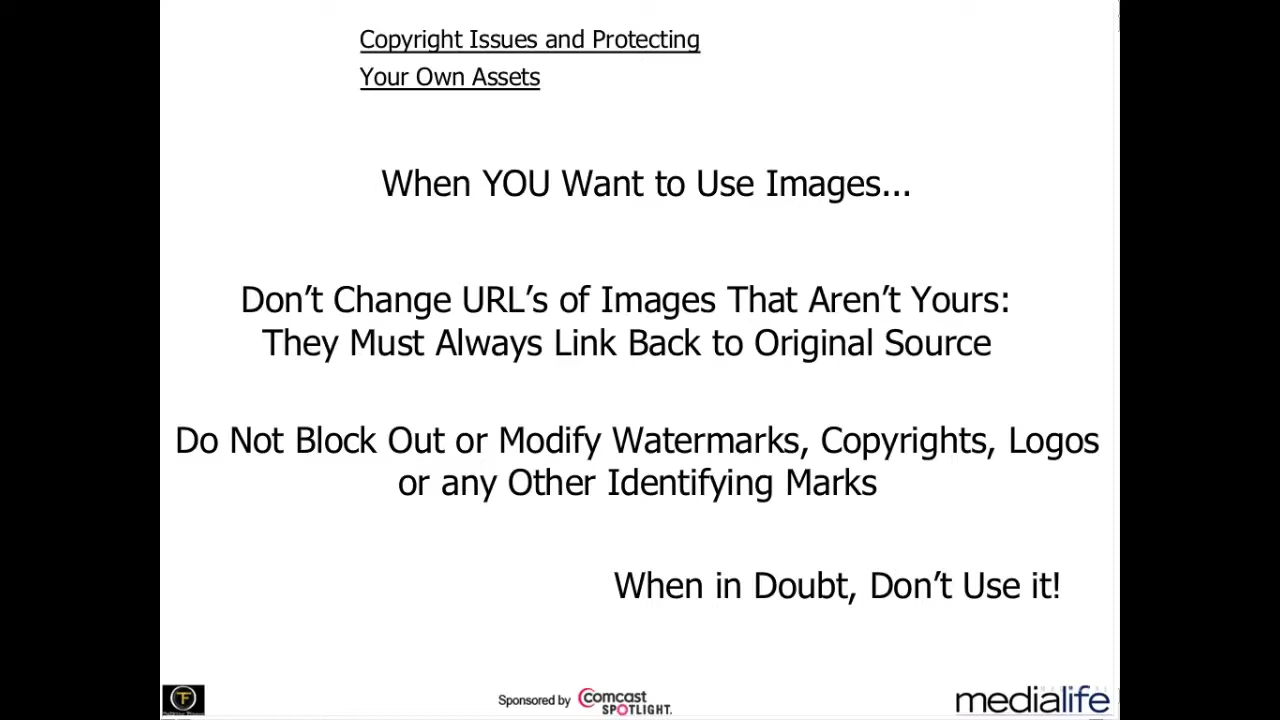 Copyright Issues and Protecting
Your Own Assets
When YOU Want to Use Images...
Don’t Change URL’s of Images That Aren’t Yours:
They Must Always Link Back to Original Source
Do Not Block Out or Modify Watermarks, Copyrights, Logos
or any Other Identifying Marks
When in Doubt, Don’t Use it!
Sponsored by Comcast
SPOTLIGHT.
medialife